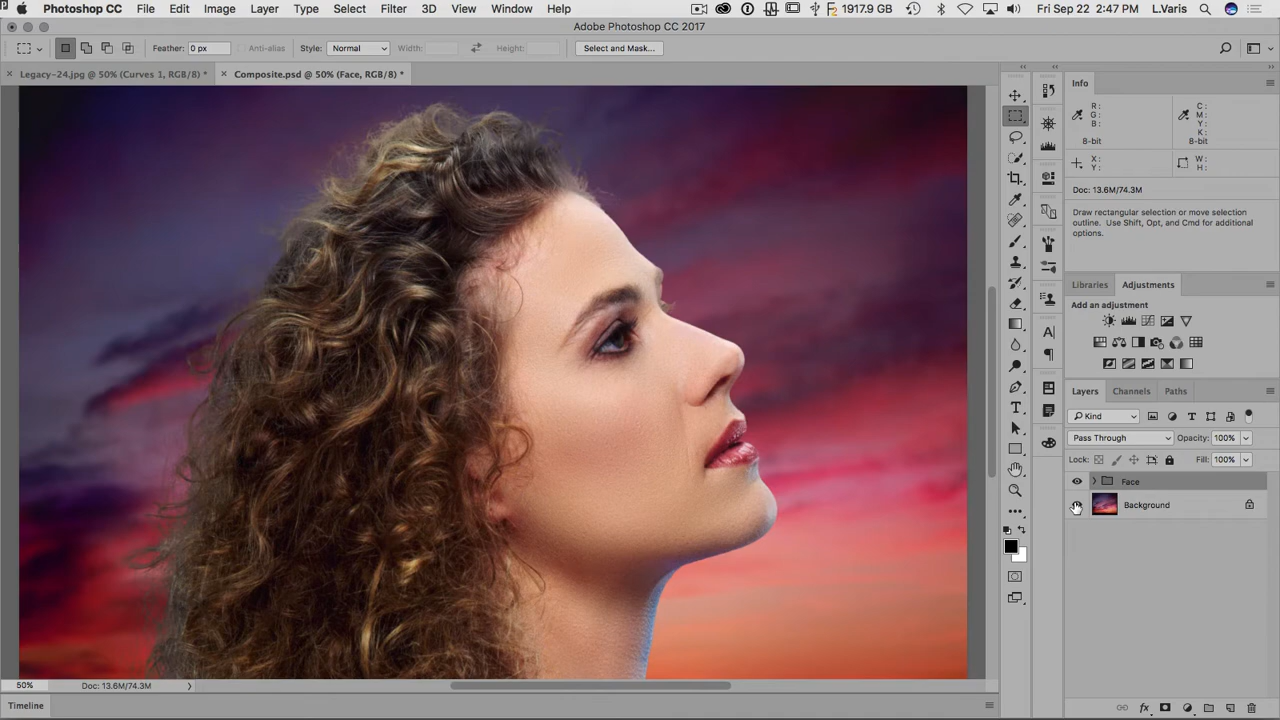 Photoshop CC File Edit Image Layer Type Select Filter 3D View Window Help 1917.9 GB Fri Sep 22 2:47 PM L.Varis
Adobe Photoshop CC 2017
Feather: 0 px Anti-alias Style: Normal Width: Height: Select and Mask...
Legacy-24.jpg @ 50% (Curves 1, RGB/8) * Composite.psd @ 50% (Face, RGB/8) *
Info
R: C:
G: M:
B: Y:
K:
8-bit 8-bit
X: W:
Y: H:
Doc: 13.6M/74.3M
Draw rectangular selection or move selection
outline. Use Shift, Opt, and Cmd for additional
options.
Libraries Adjustments
Add an adjustment
Layers Channels Paths
Kind
Pass Through Opacity: 100%
Lock: Fill: 100%
Face
Background
50% Doc: 13.6M/74.3M
Timeline